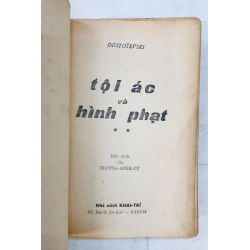 DOSTOÏEVSKI
tội ác
và
hình phạt
* *
Bản dịch
của
TRƯƠNG-ĐÌNH-CỬ
Nhà sách KHAI-TRÍ
62, Đại-lộ Lê-Lợi — SAIGON